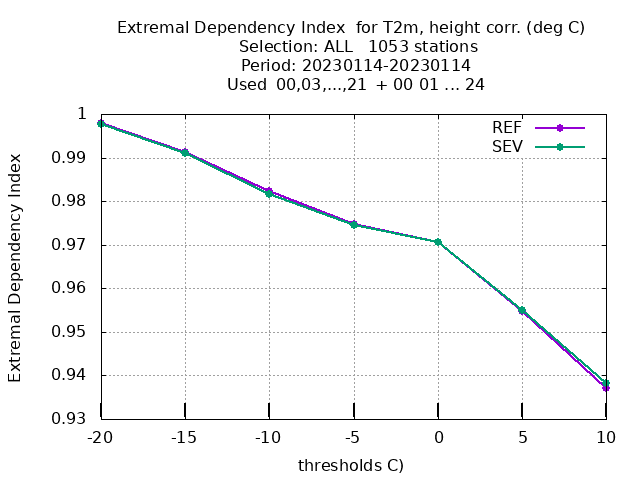 Extremal Dependency Index  for T2m, height corr. (deg C)
Selection: ALL   1053 stations
Period: 20230114-20230114
Used  00,03,...,21  + 00 01 ... 24
REF
SEV
Extremal Dependency Index
1
0.99
0.98
0.97
0.96
0.95
0.94
0.93
-20 -15 -10 -5 0 5 10
thresholds C)